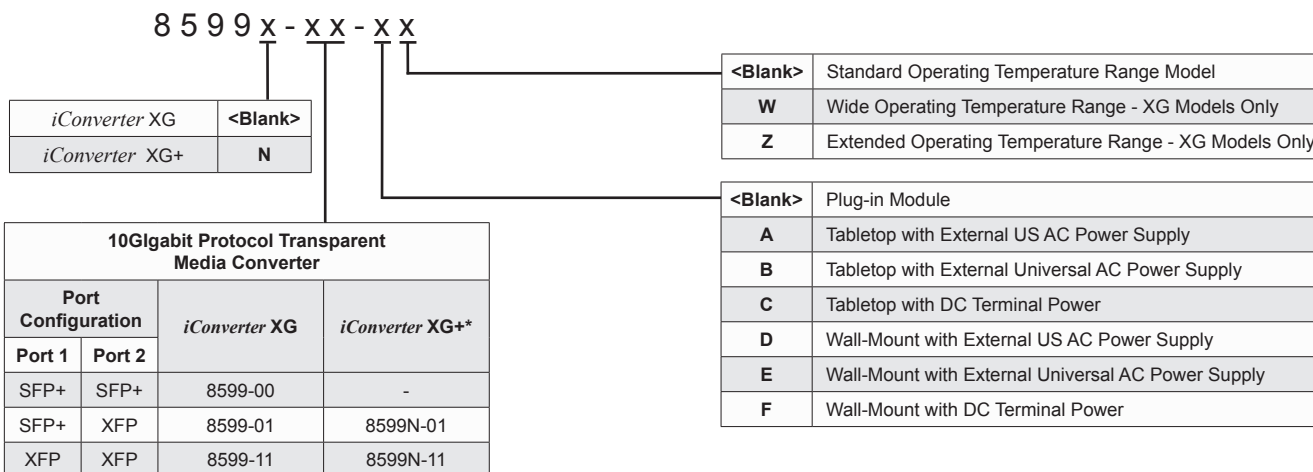 8 5 9 9 x - x x - x x
iConverter XG <Blank>
iConverter XG+ N
10GIgabit Protocol Transparent
Media Converter
Port
Configuration
iConverter XG
iConverter XG+*
Port 1 Port 2
SFP+ SFP+ 8599-00 -
SFP+ XFP 8599-01 8599N-01
XFP XFP 8599-11 8599N-11
<Blank> Standard Operating Temperature Range Model
W Wide Operating Temperature Range - XG Models Only
Z Extended Operating Temperature Range - XG Models Only
<Blank> Plug-in Module
A Tabletop with External US AC Power Supply
B Tabletop with External Universal AC Power Supply
C Tabletop with DC Terminal Power
D Wall-Mount with External US AC Power Supply
E Wall-Mount with External Universal AC Power Supply
F Wall-Mount with DC Terminal Power